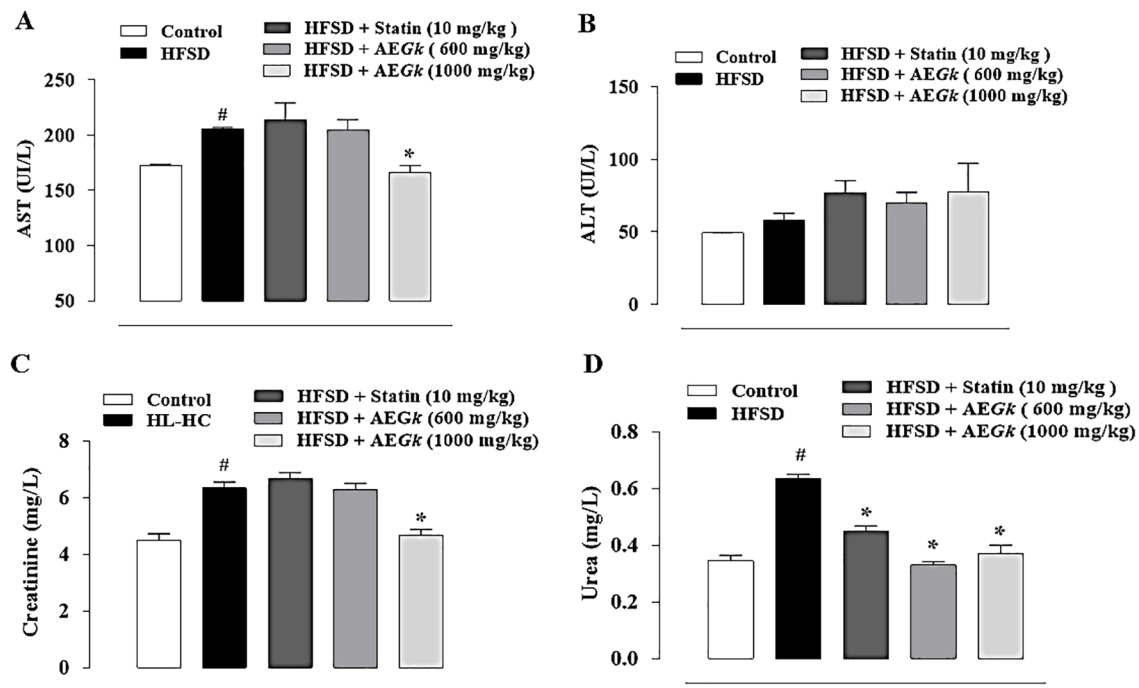 A
Control
HFSD
HFSD + Statin (10 mg/kg )
HFSD + AEGk ( 600 mg/kg)
HFSD + AEGk (1000 mg/kg)
AST (UI/L)
250
200
150
100
50
#
*
B
Control
HFSD
HFSD + Statin (10 mg/kg )
HFSD + AEGk ( 600 mg/kg)
HFSD + AEGk (1000 mg/kg)
ALT (UI/L)
150
100
50
0
C
Control
HL-HC
HFSD + Statin (10 mg/kg)
HFSD + AEGk (600 mg/kg)
HFSD + AEGk (1000 mg/kg)
Creatinine (mg/L)
8
6
4
2
0
#
*
D
Control
HFSD
HFSD + Statin (10 mg/kg )
HFSD + AEGk ( 600 mg/kg)
HFSD + AEGk (1000 mg/kg)
Urea (mg/L)
0.8
0.6
0.4
0.2
0.0
#
*
*
*